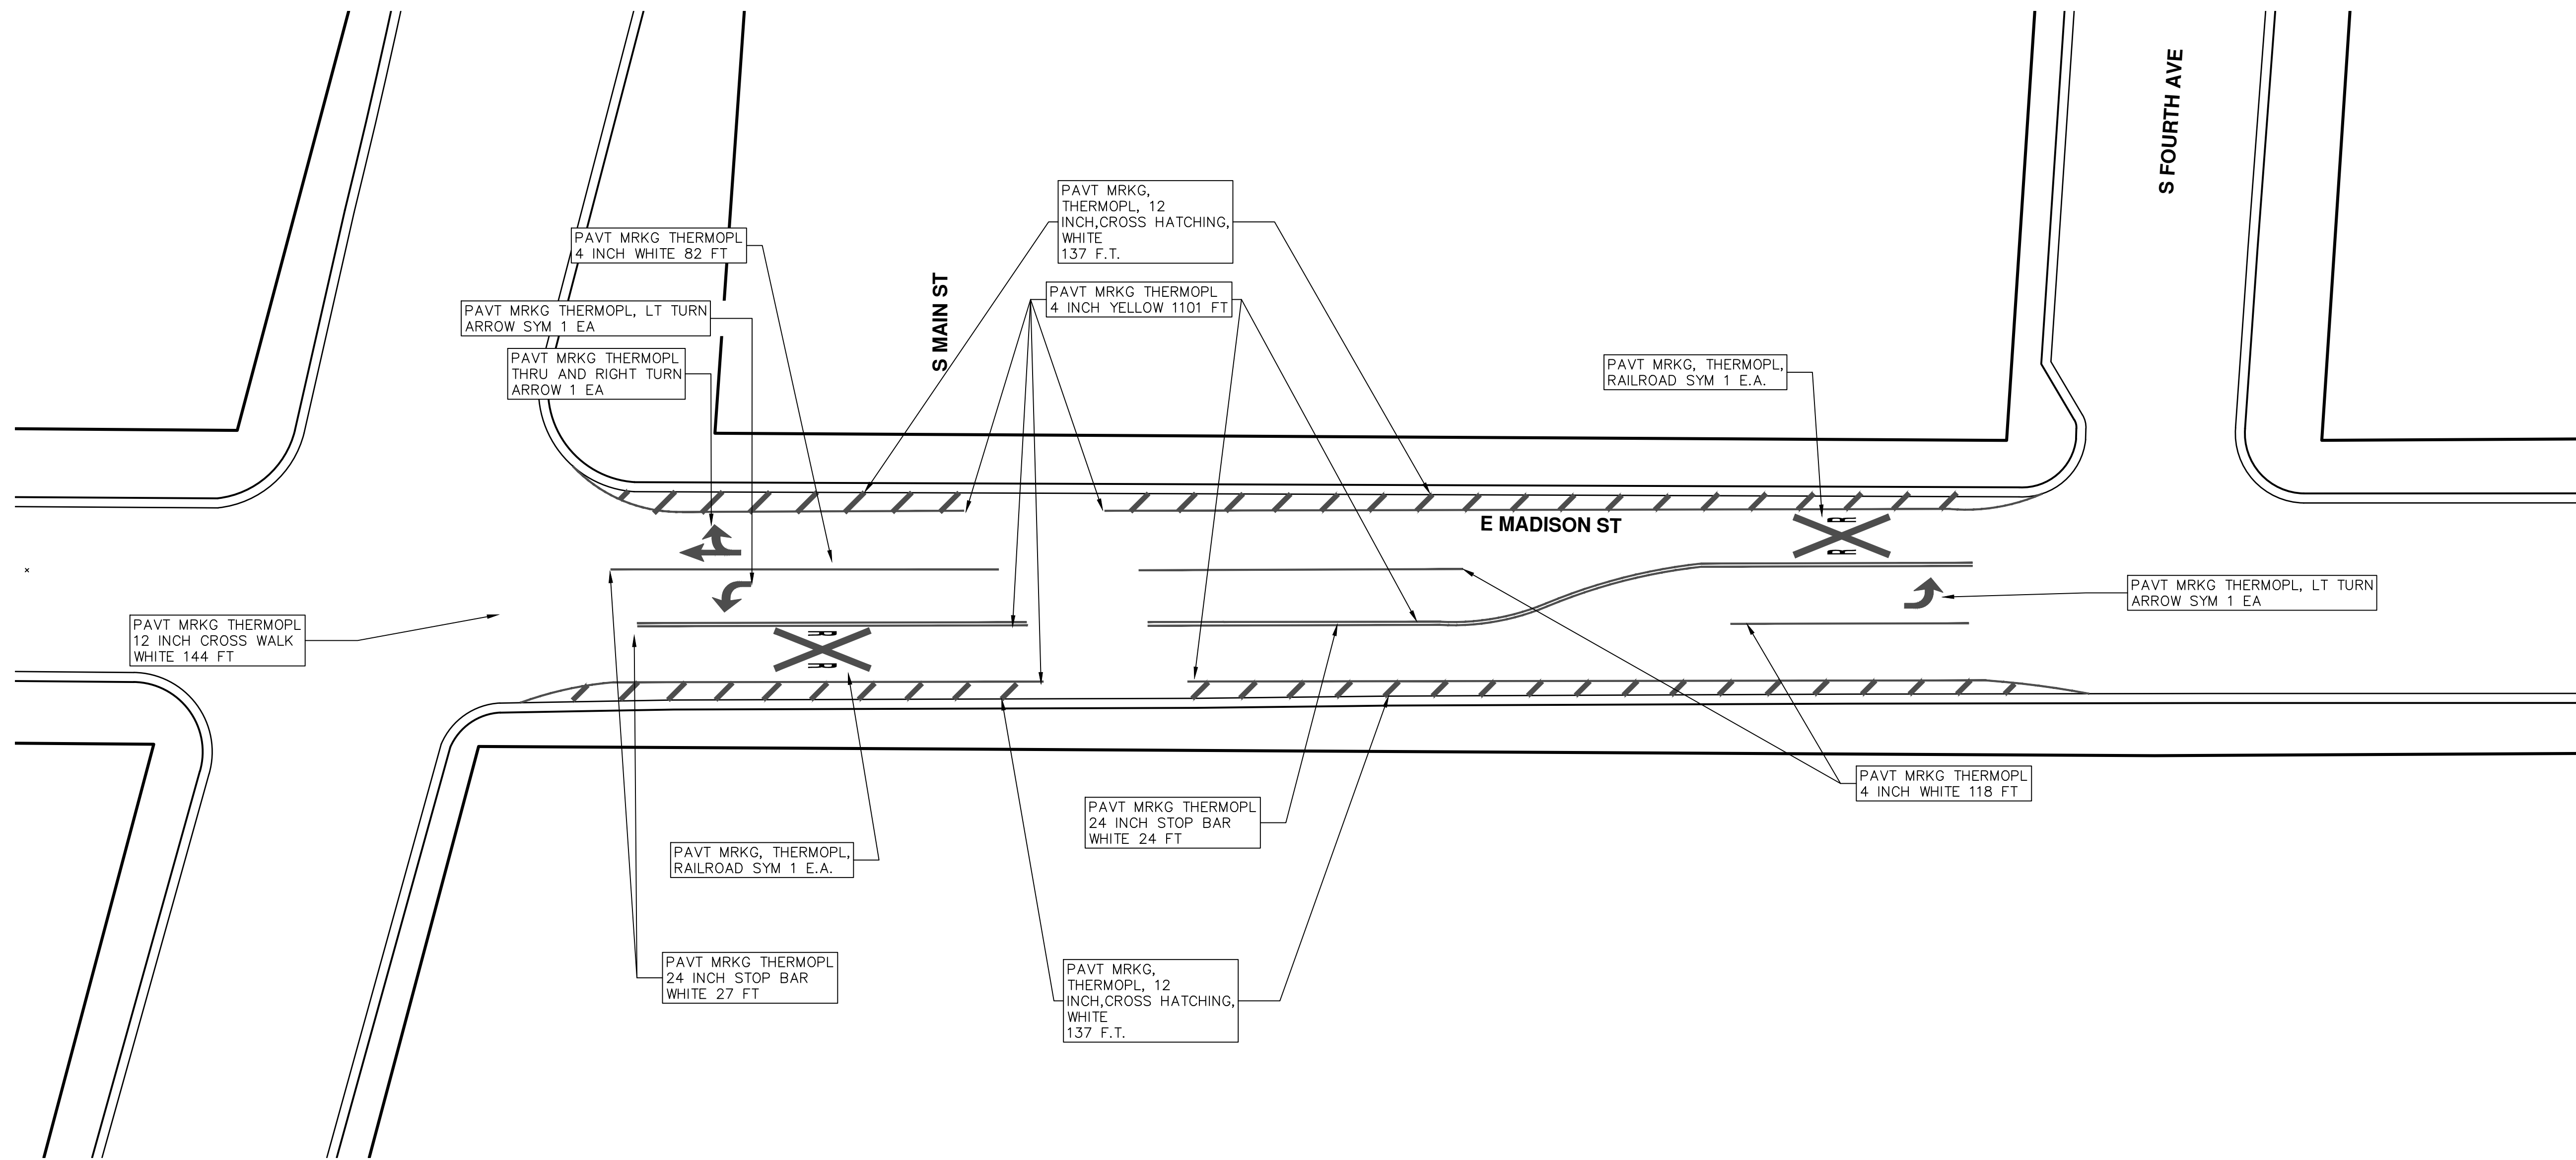 S FOURTH AVE
PAVT MRKG,
THERMOPL, 12
INCH,CROSS HATCHING,
WHITE
137 F.T.
PAVT MRKG THERMOPL
4 INCH WHITE 82 FT
S MAIN ST
PAVT MRKG THERMOPL
4 INCH YELLOW 1101 FT
PAVT MRKG THERMOPL, LT TURN
ARROW SYM 1 EA
PAVT MRKG THERMOPL
THRU AND RIGHT TURN
ARROW 1 EA
PAVT MRKG, THERMOPL,
RAILROAD SYM 1 E.A.
E MADISON ST
R
R
PAVT MRKG THERMOPL, LT TURN
ARROW SYM 1 EA
PAVT MRKG THERMOPL
12 INCH CROSS WALK
WHITE 144 FT
R
R
PAVT MRKG THERMOPL
4 INCH WHITE 118 FT
PAVT MRKG THERMOPL
24 INCH STOP BAR
WHITE 24 FT
PAVT MRKG, THERMOPL,
RAILROAD SYM 1 E.A.
PAVT MRKG THERMOPL
24 INCH STOP BAR
WHITE 27 FT
PAVT MRKG,
THERMOPL, 12
INCH,CROSS HATCHING,
WHITE
137 F.T.